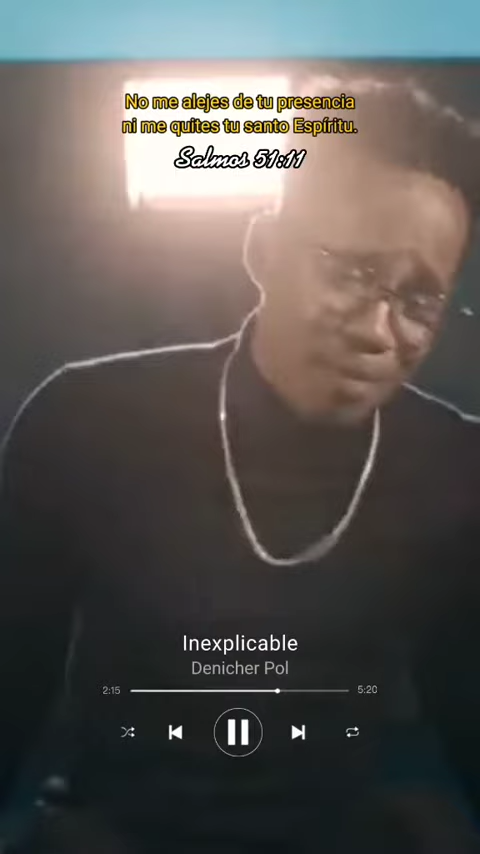 No me alejes de tu presencia
ni me quites tu santo Espíritu.
Salmos 51:11
Inexplicable
Denicher Pol
2:15
5:20